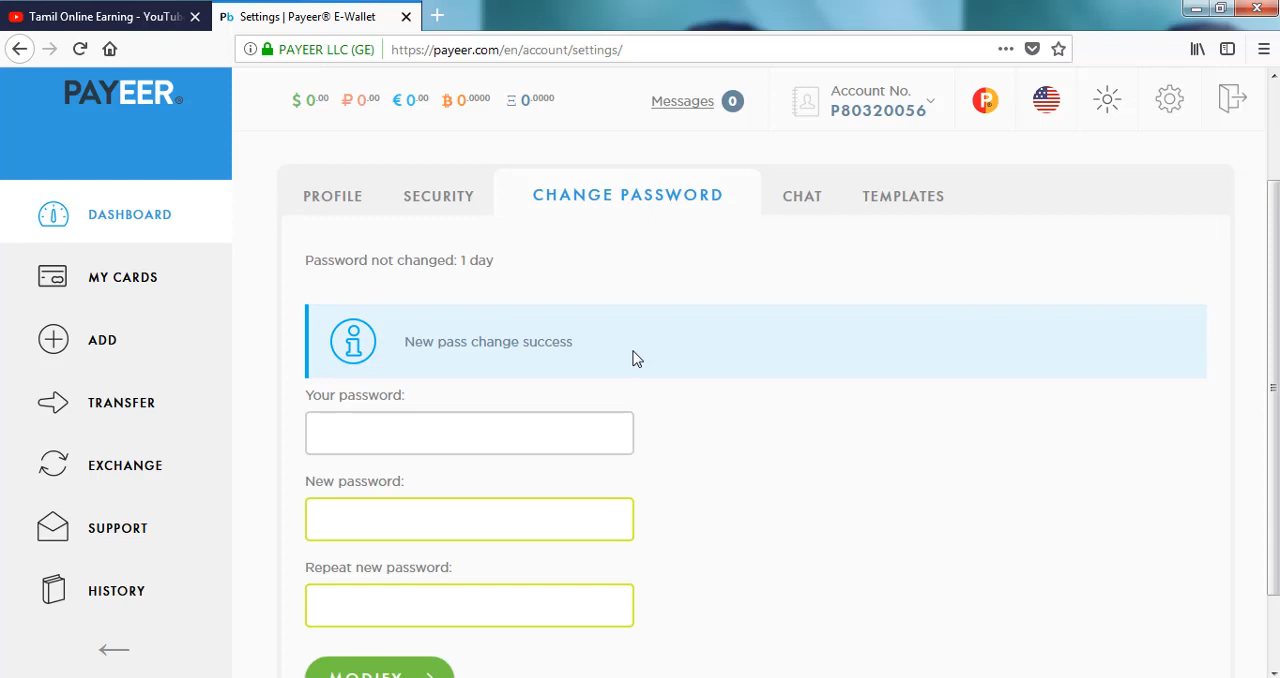 Tamil Online Earning - YouTub
Pb Settings | Payeer® E-Wallet
PAYEER LLC (GE) https://payeer.com/en/account/settings/
PAYEER®
$ 0.00 ₽ 0.00 € 0.00 ₿ 0.0000 Ξ 0.0000
Messages 0
Account No.
P80320056
PROFILE SECURITY CHANGE PASSWORD CHAT TEMPLATES
DASHBOARD
MY CARDS
ADD
TRANSFER
EXCHANGE
SUPPORT
HISTORY
Password not changed: 1 day
New pass change success
Your password:
New password:
Repeat new password:
MODIFY